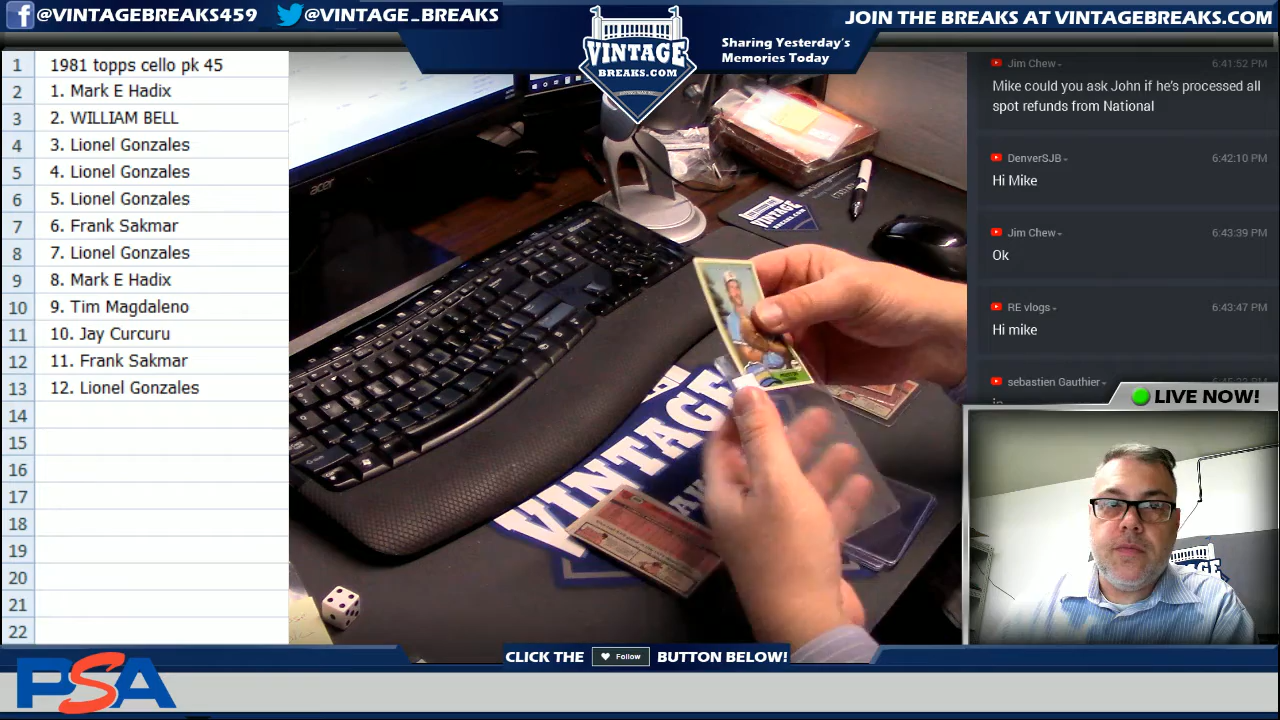 @VINTAGEBREAKS459
@VINTAGE_BREAKS
JOIN THE BREAKS AT VINTAGEBREAKS.COM
VINTAGE
BREAKS.COM
Sharing Yesterday's
Memories Today
1 1981 topps cello pk 45
2 1. Mark E Hadix
3 2. WILLIAM BELL
4 3. Lionel Gonzales
5 4. Lionel Gonzales
6 5. Lionel Gonzales
7 6. Frank Sakmar
8 7. Lionel Gonzales
9 8. Mark E Hadix
10 9. Tim Magdaleno
11 10. Jay Curcuru
12 11. Frank Sakmar
13 12. Lionel Gonzales
14
15
16
17
18
19
20
21
22
acer
VINTAGE
VINTAGE
Jim Chew 6:41:52 PM
Mike could you ask John if he's processed all
spot refunds from National
DenverSJB 6:42:10 PM
Hi Mike
Jim Chew 6:43:39 PM
Ok
RE vlogs 6:43:47 PM
Hi mike
sebastien Gauthier
LIVE NOW!
VINTAGE
CLICK THE Follow BUTTON BELOW!
PSA